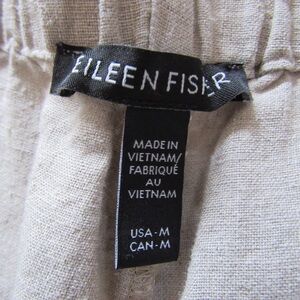 EILEEN FISHER
MADE IN
VIETNAM/
FABRIQUÉ
AU
VIETNAM
USA-M
CAN-M